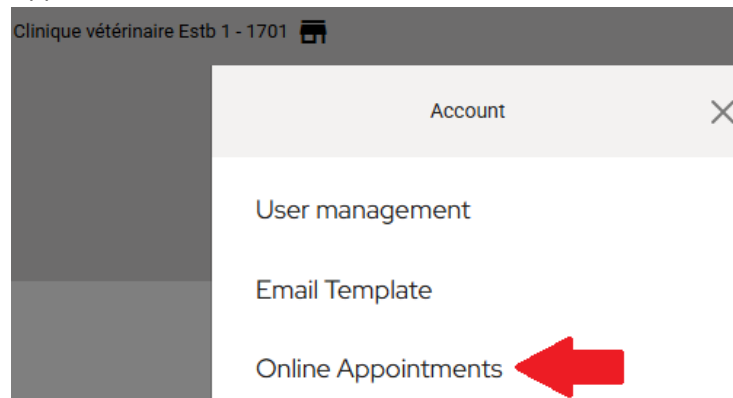 Clinique vétérinaire Estb 1 - 1701
Account
User management
Email Template
Online Appointments